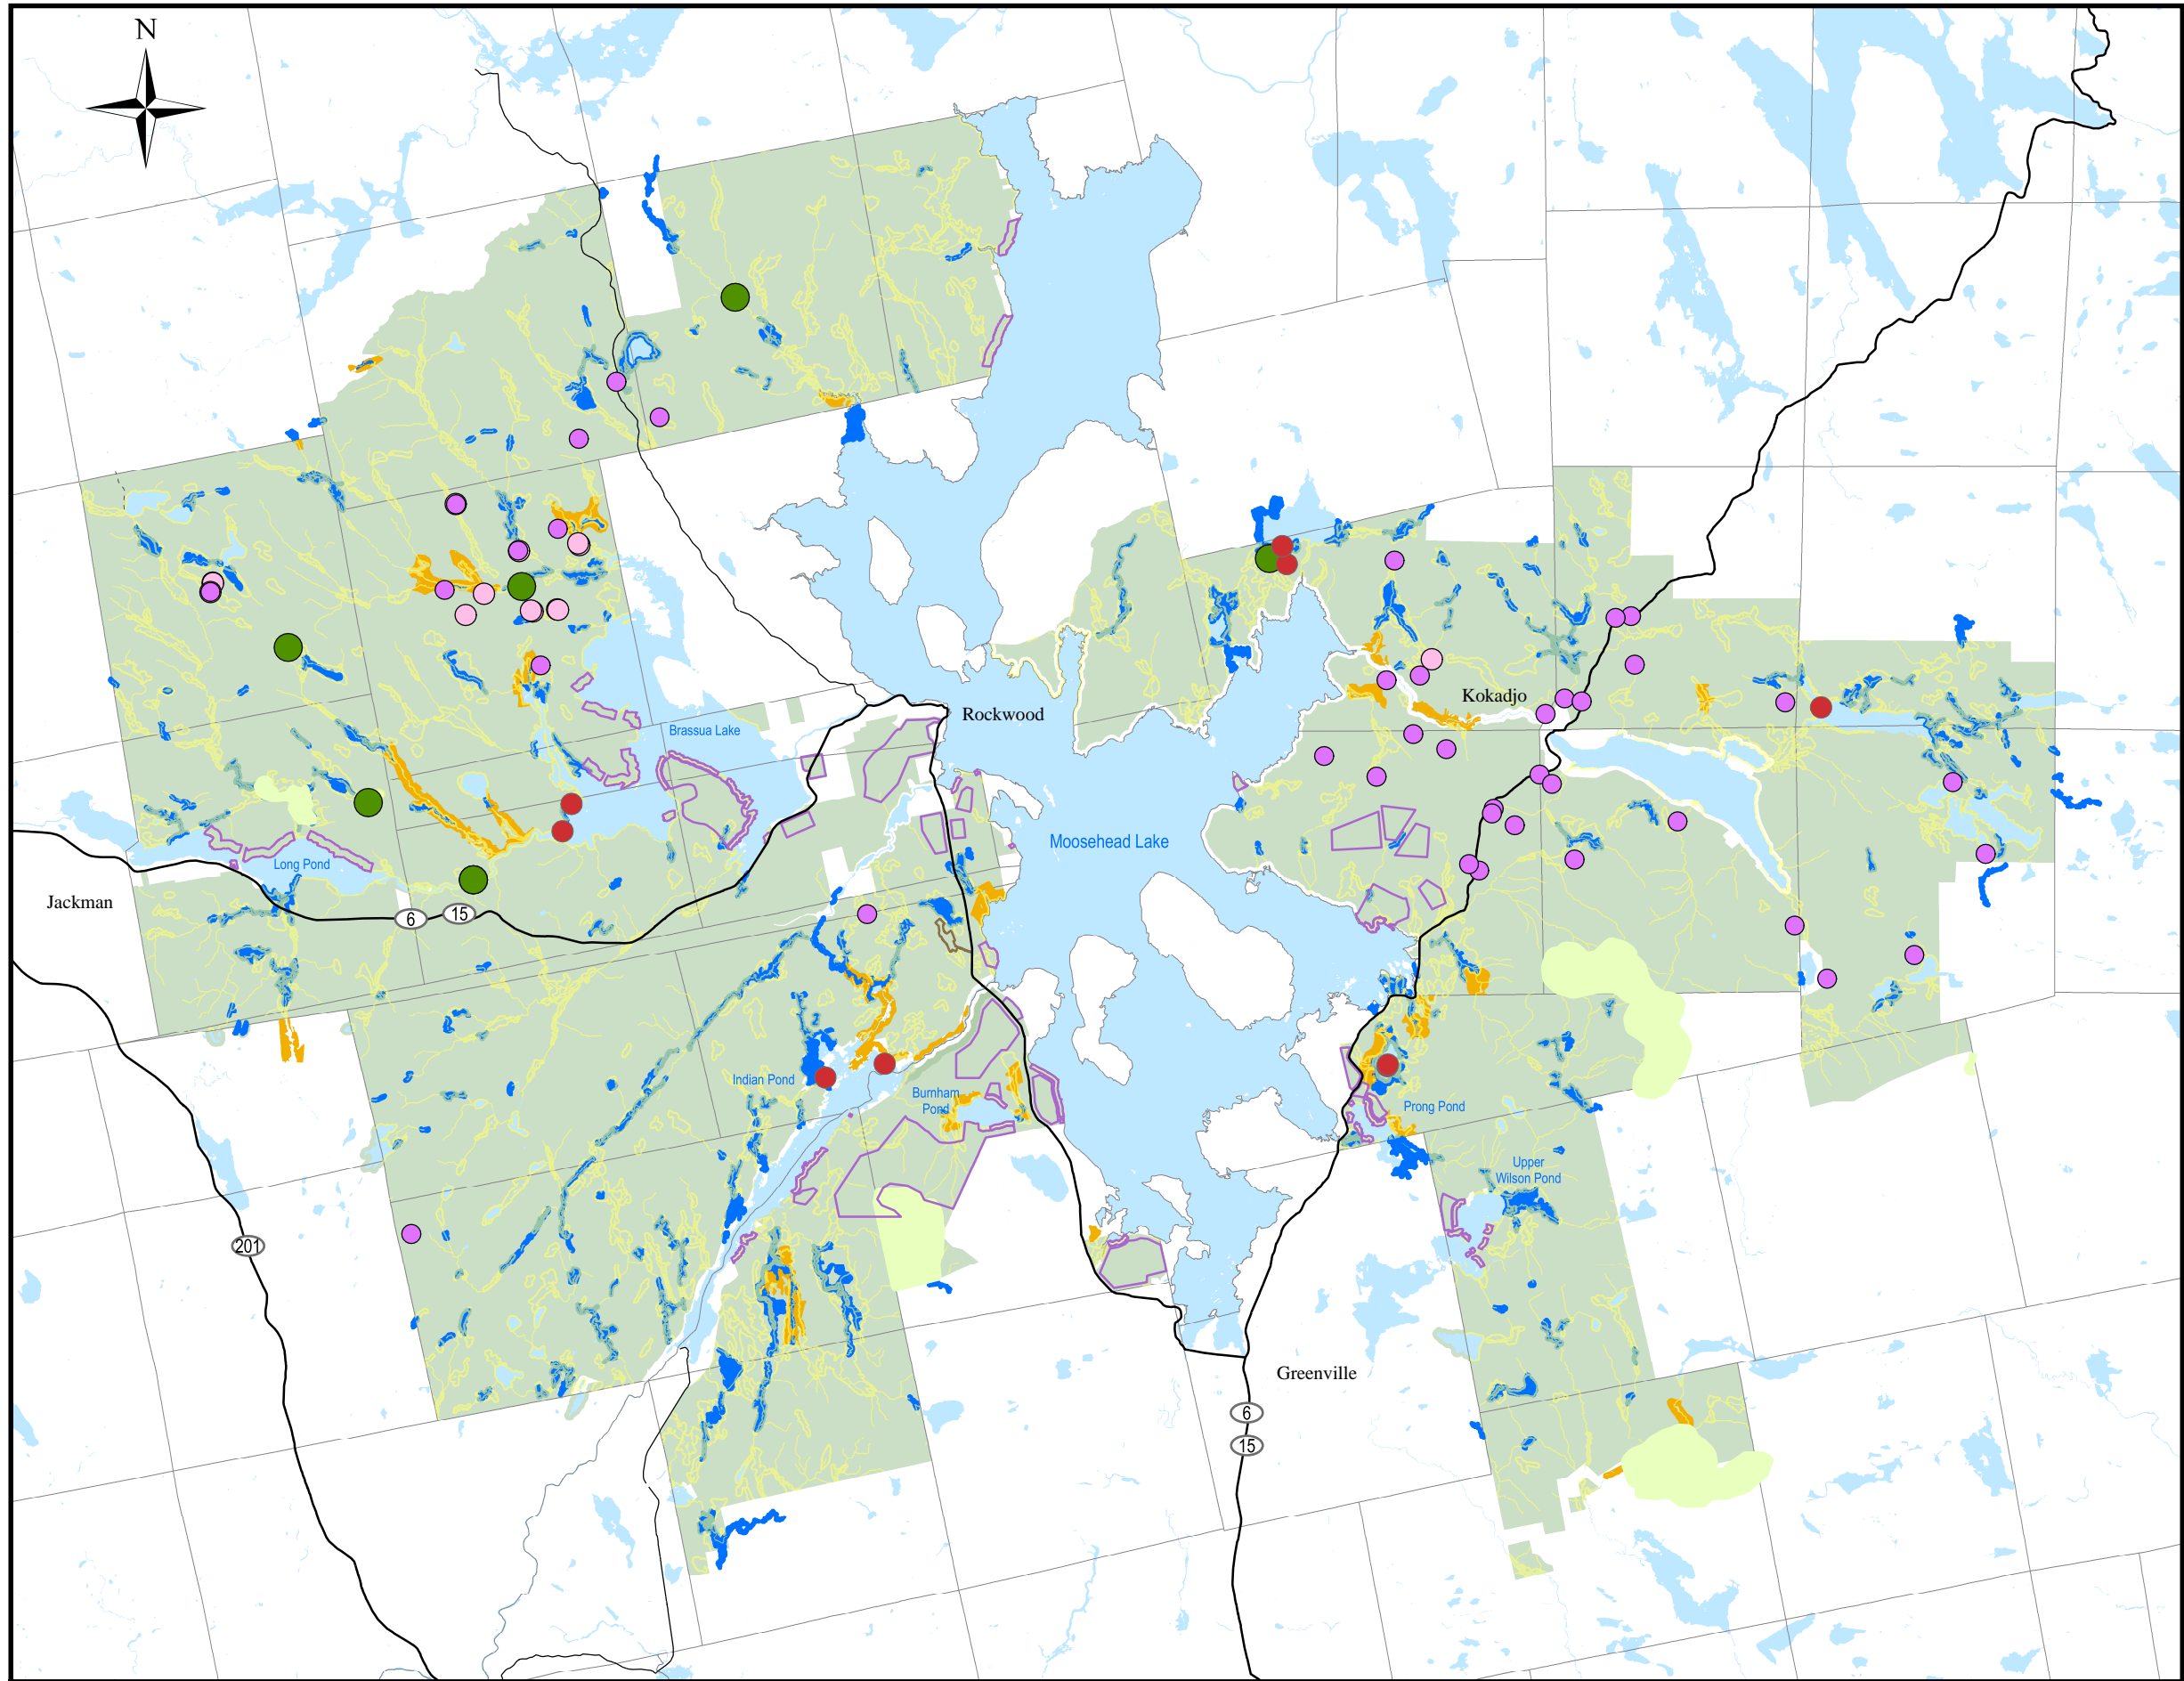 N
Kokadjo
Rockwood
Brassua Lake
Moosehead Lake
Long Pond
Jackman
6
15
Indian Pond
Burnham
Pond
Prong Pond
Upper
Wilson Pond
201
Greenville
6
15